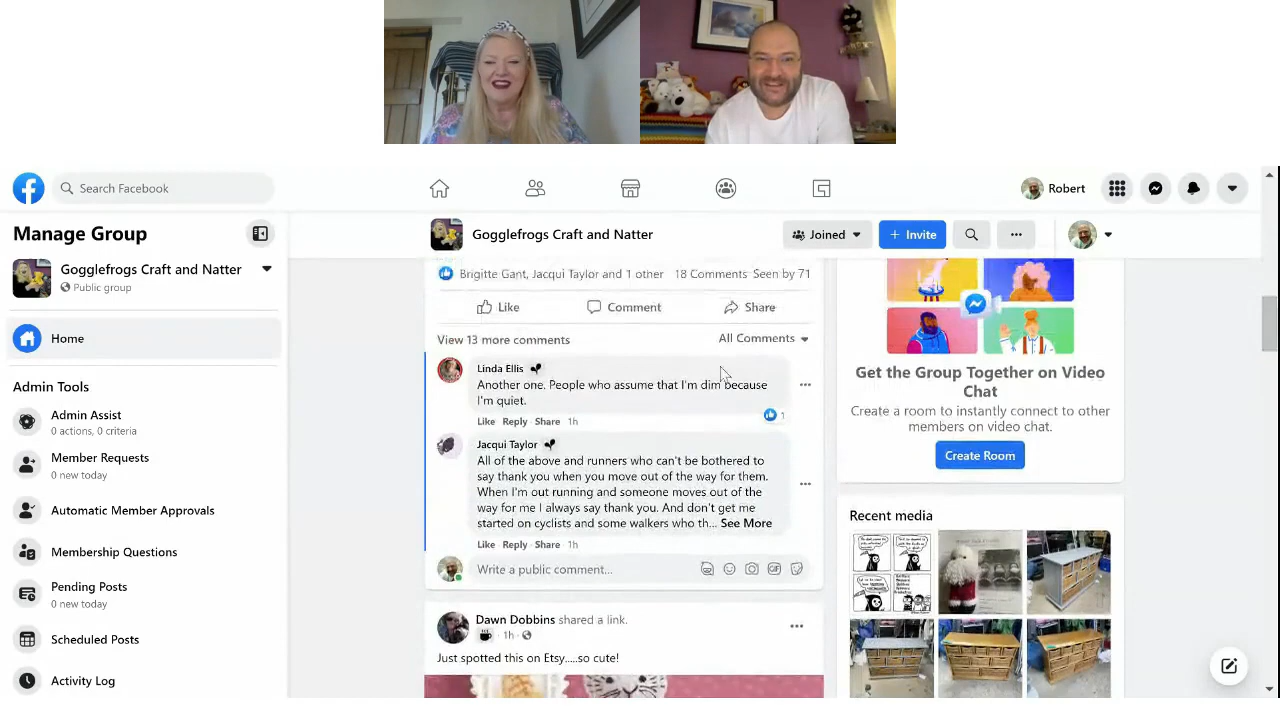 Search Facebook
Robert
Manage Group
Gogglefrogs Craft and Natter
Public group
Home
Admin Tools
Admin Assist
0 actions, 0 criteria
Member Requests
0 new today
Automatic Member Approvals
Membership Questions
Pending Posts
0 new today
Scheduled Posts
Activity Log
Gogglefrogs Craft and Natter
Joined
+ Invite
Brigitte Gant, Jacqui Taylor and 1 other 18 Comments Seen by 71
Like Comment Share
View 13 more comments All Comments
Linda Ellis
Another one. People who assume that I'm dim because
I'm quiet.
1
Like · Reply · Share · 1h
Jacqui Taylor
All of the above and runners who can't be bothered to
say thank you when you move out of the way for them.
When I'm out running and someone moves out of the
way for me I always say thank you. And don't get me
started on cyclists and some walkers who th... See More
Like · Reply · Share · 1h
Write a public comment...
GIF
Dawn Dobbins shared a link.
· 1h ·
Just spotted this on Etsy.....so cute!
Get the Group Together on Video
Chat
Create a room to instantly connect to other
members on video chat.
Create Room
Recent media